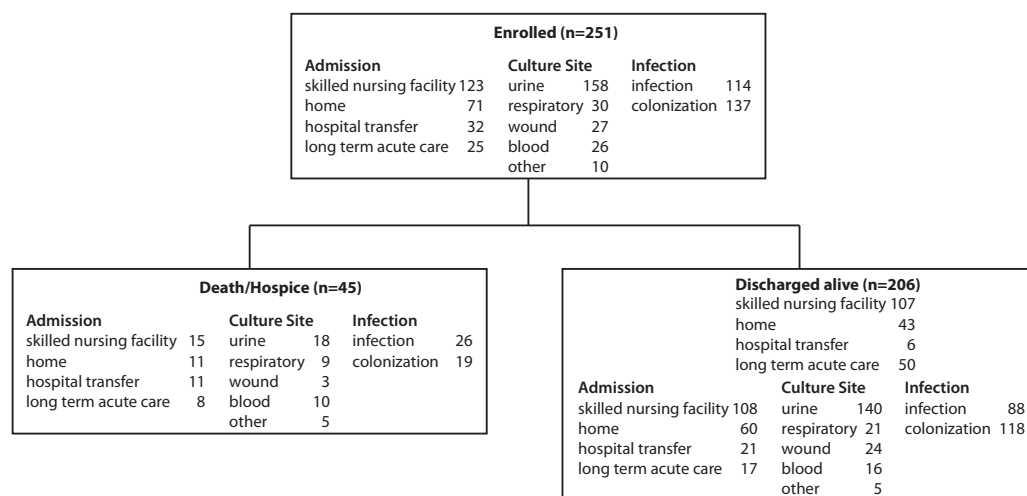 Enrolled (n=251)
Admission Culture Site Infection
skilled nursing facility 123 urine 158 infection 114
home 71 respiratory 30 colonization 137
hospital transfer 32 wound 27
long term acute care 25 blood 26
other 10
Death/Hospice (n=45)
Admission Culture Site Infection
skilled nursing facility 15 urine 18 infection 26
home 11 respiratory 9 colonization 19
hospital transfer 11 wound 3
long term acute care 8 blood 10
other 5
Discharged alive (n=206)
skilled nursing facility 107
home 43
hospital transfer 6
long term acute care 50
Admission Culture Site Infection
skilled nursing facility 108 urine 140 infection 88
home 60 respiratory 21 colonization 118
hospital transfer 21 wound 24
long term acute care 17 blood 16
other 5